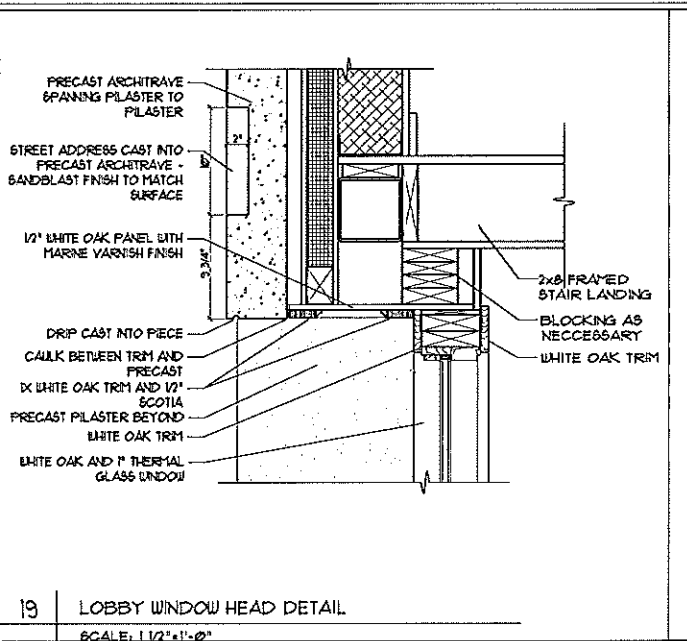 PRECAST ARCHITRAVE
SPANNING PILASTER TO
PILASTER
2"
10"
STREET ADDRESS CAST INTO
PRECAST ARCHITRAVE -
SANDBLAST FINISH TO MATCH
SURFACE
1/2" WHITE OAK PANEL WITH
MARINE VARNISH FINISH
9 3/4"
DRIP CAST INTO PIECE
CAULK BETWEEN TRIM AND
PRECAST
1X WHITE OAK TRIM AND 1/2"
SCOTIA
PRECAST PILASTER BEYOND
WHITE OAK TRIM
WHITE OAK AND 1" THERMAL
GLASS WINDOW
2x8 FRAMED
STAIR LANDING
BLOCKING AS
NECCESSARY
WHITE OAK TRIM
19 LOBBY WINDOW HEAD DETAIL
SCALE: 1 1/2"=1'-0"